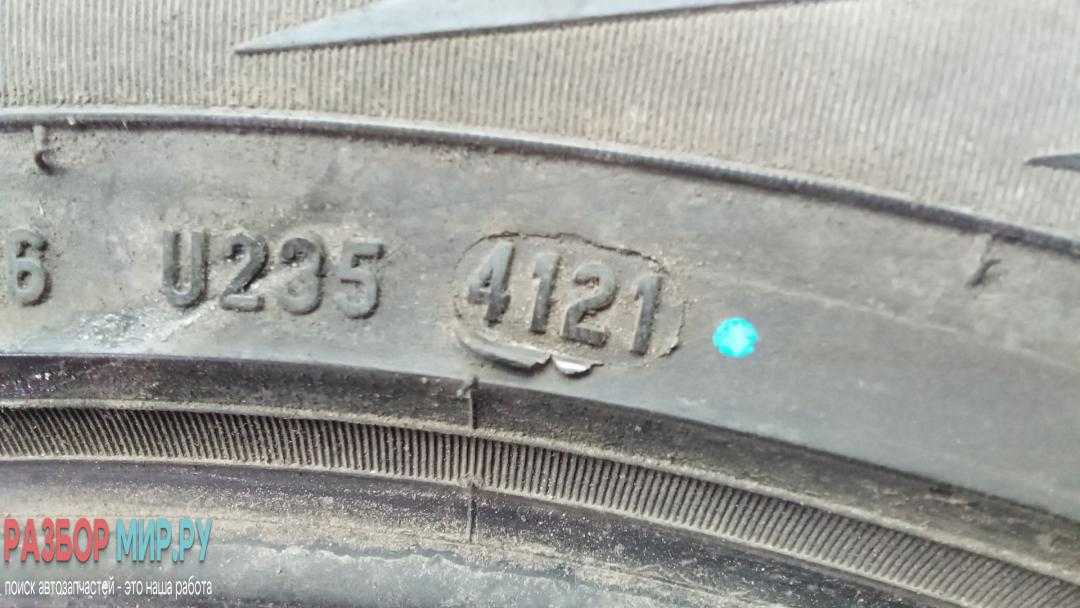 6 U235 4121
РАЗБОР МИР.РУ
поиск автозапчастей - это наша работа